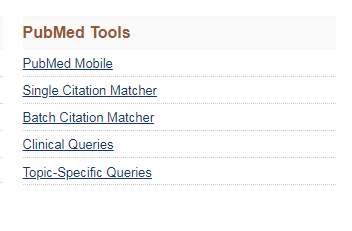 PubMed Tools
PubMed Mobile
Single Citation Matcher
Batch Citation Matcher
Clinical Queries
Topic-Specific Queries